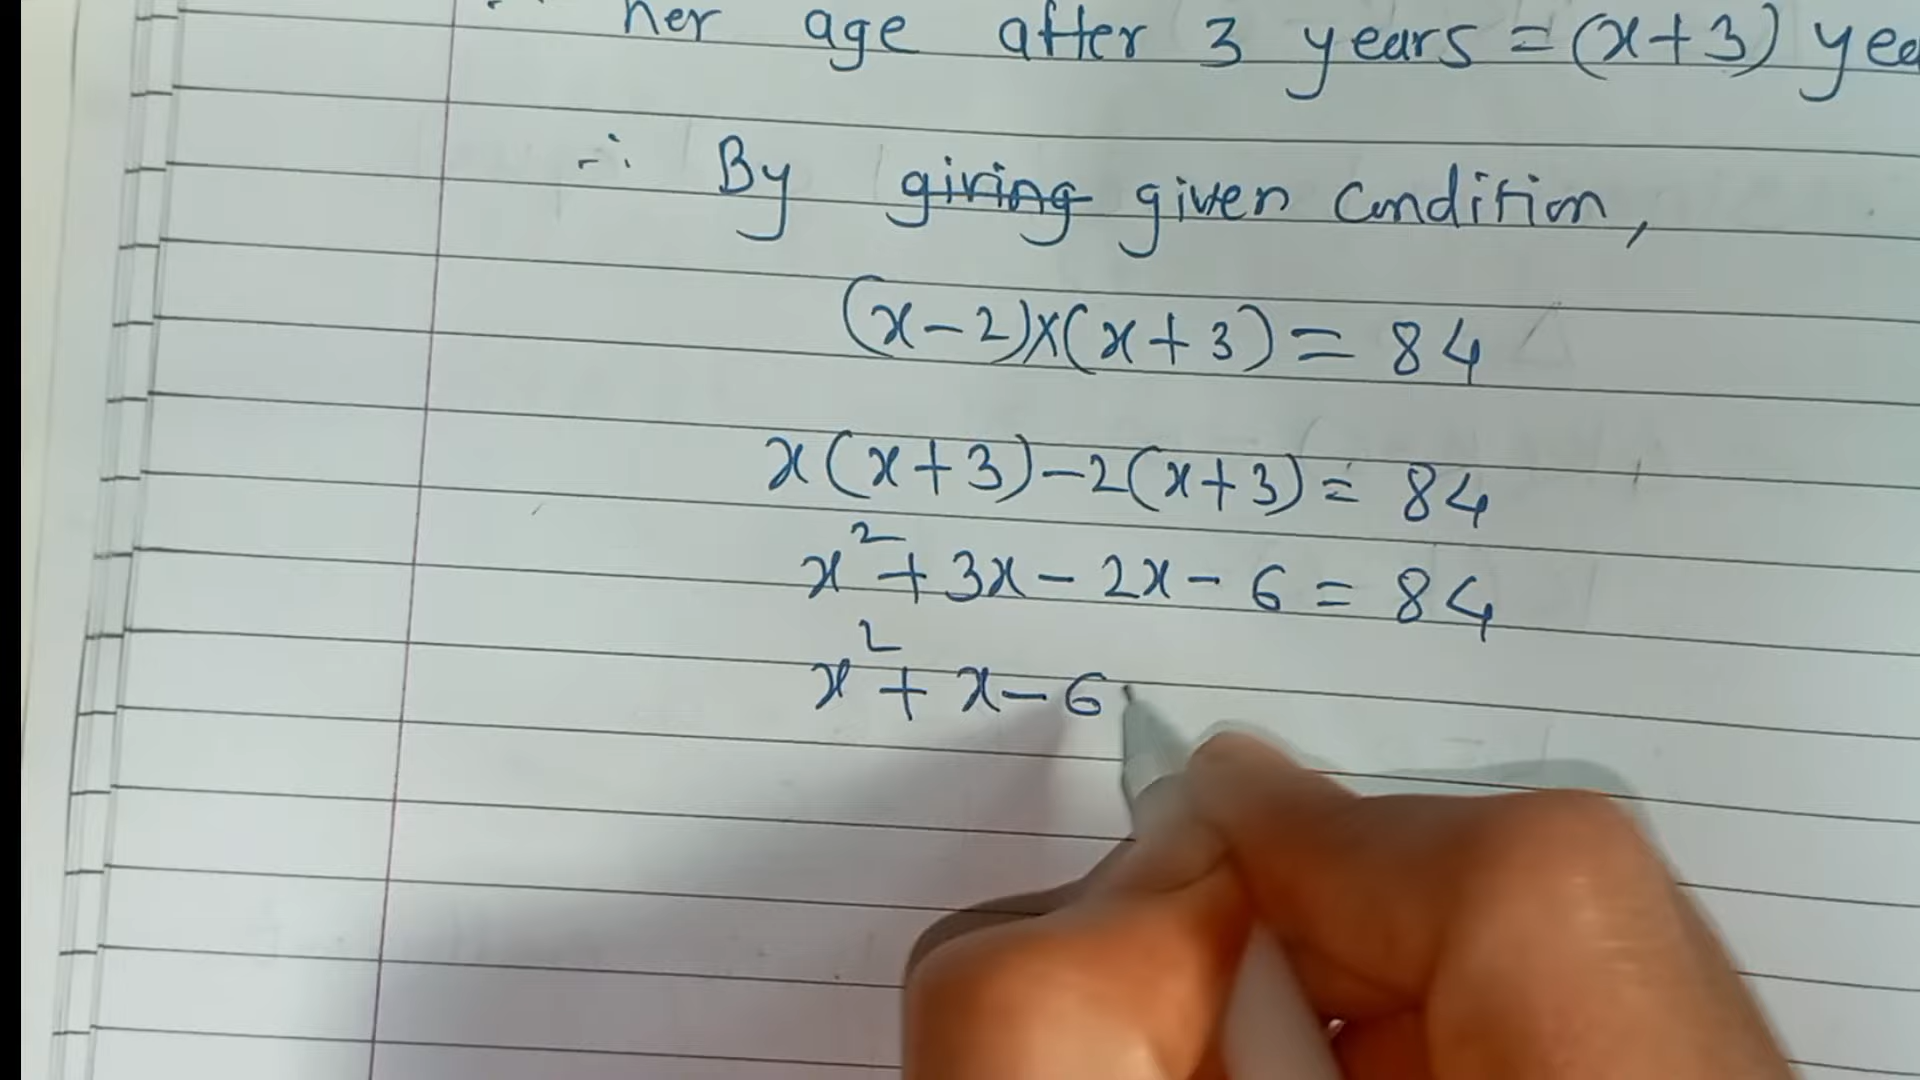 ∵ her age after 3 years = (x+3)
∴ By giving given condition,
(x-2)×(x+3) = 84
x(x+3)-2(x+3) = 84
x² + 3x - 2x - 6 = 84
x² + x - 6